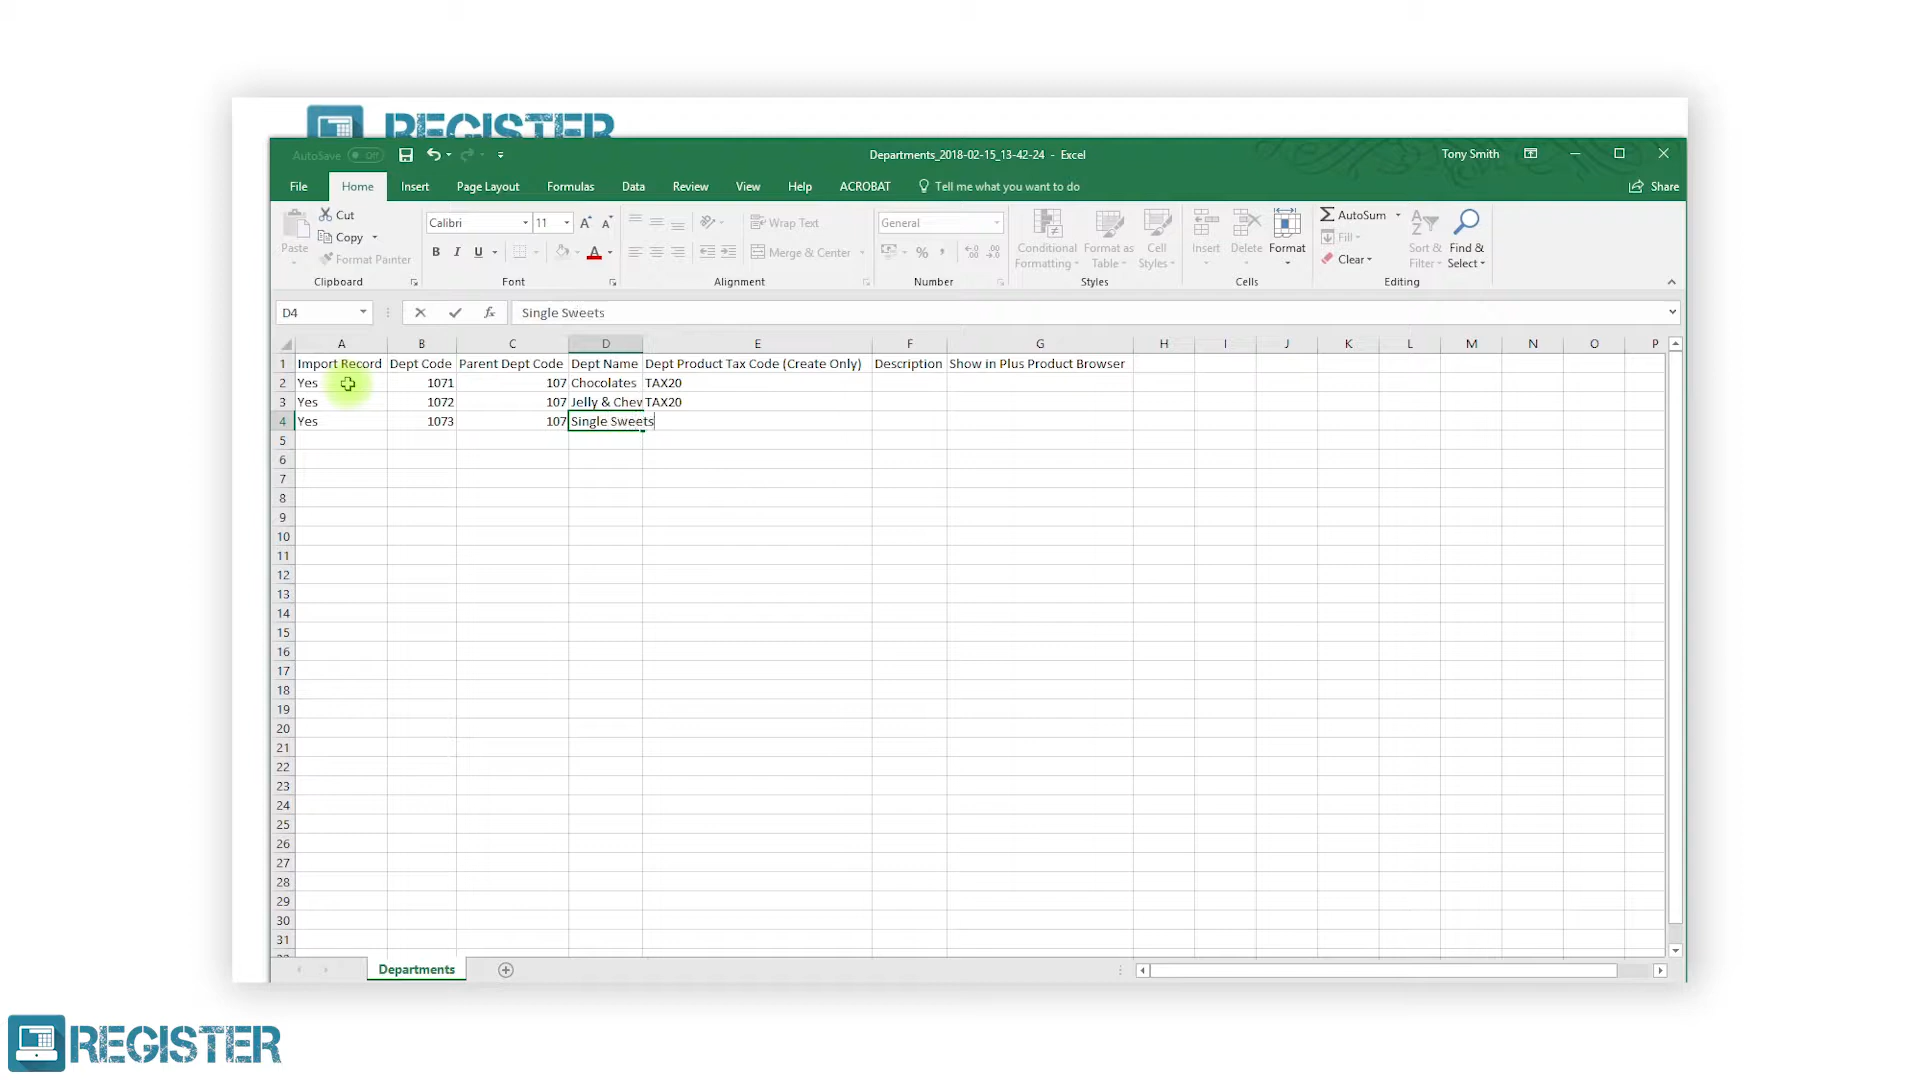 REGISTER
AutoSave Off
Departments_2018-02-15_13-42-24 - Excel
Tony Smith
File Home Insert Page Layout Formulas Data Review View Help ACROBAT Tell me what you want to do Share
Paste
Cut
Copy
Format Painter
Calibri 11
B I U
Wrap Text
Merge & Center
General
Conditional Formatting
Format as Table
Cell Styles
Insert Delete Format
AutoSum
Fill
Clear
Sort & Filter
Find & Select
Clipboard Font Alignment Number Styles Cells Editing
D4 fx Single Sweets
A B C D E F G H I J K L M N O P
1 Import Record Dept Code Parent Dept Code Dept Name Dept Product Tax Code (Create Only) Description Show in Plus Product Browser
2 Yes 1071 107 Chocolates TAX20
3 Yes 1072 107 Jelly & Chew TAX20
4 Yes 1073 107 Single Sweets
5
6
7
8
9
10
11
12
13
14
15
16
17
18
19
20
21
22
23
24
25
26
27
28
29
30
31
Departments
REGISTER